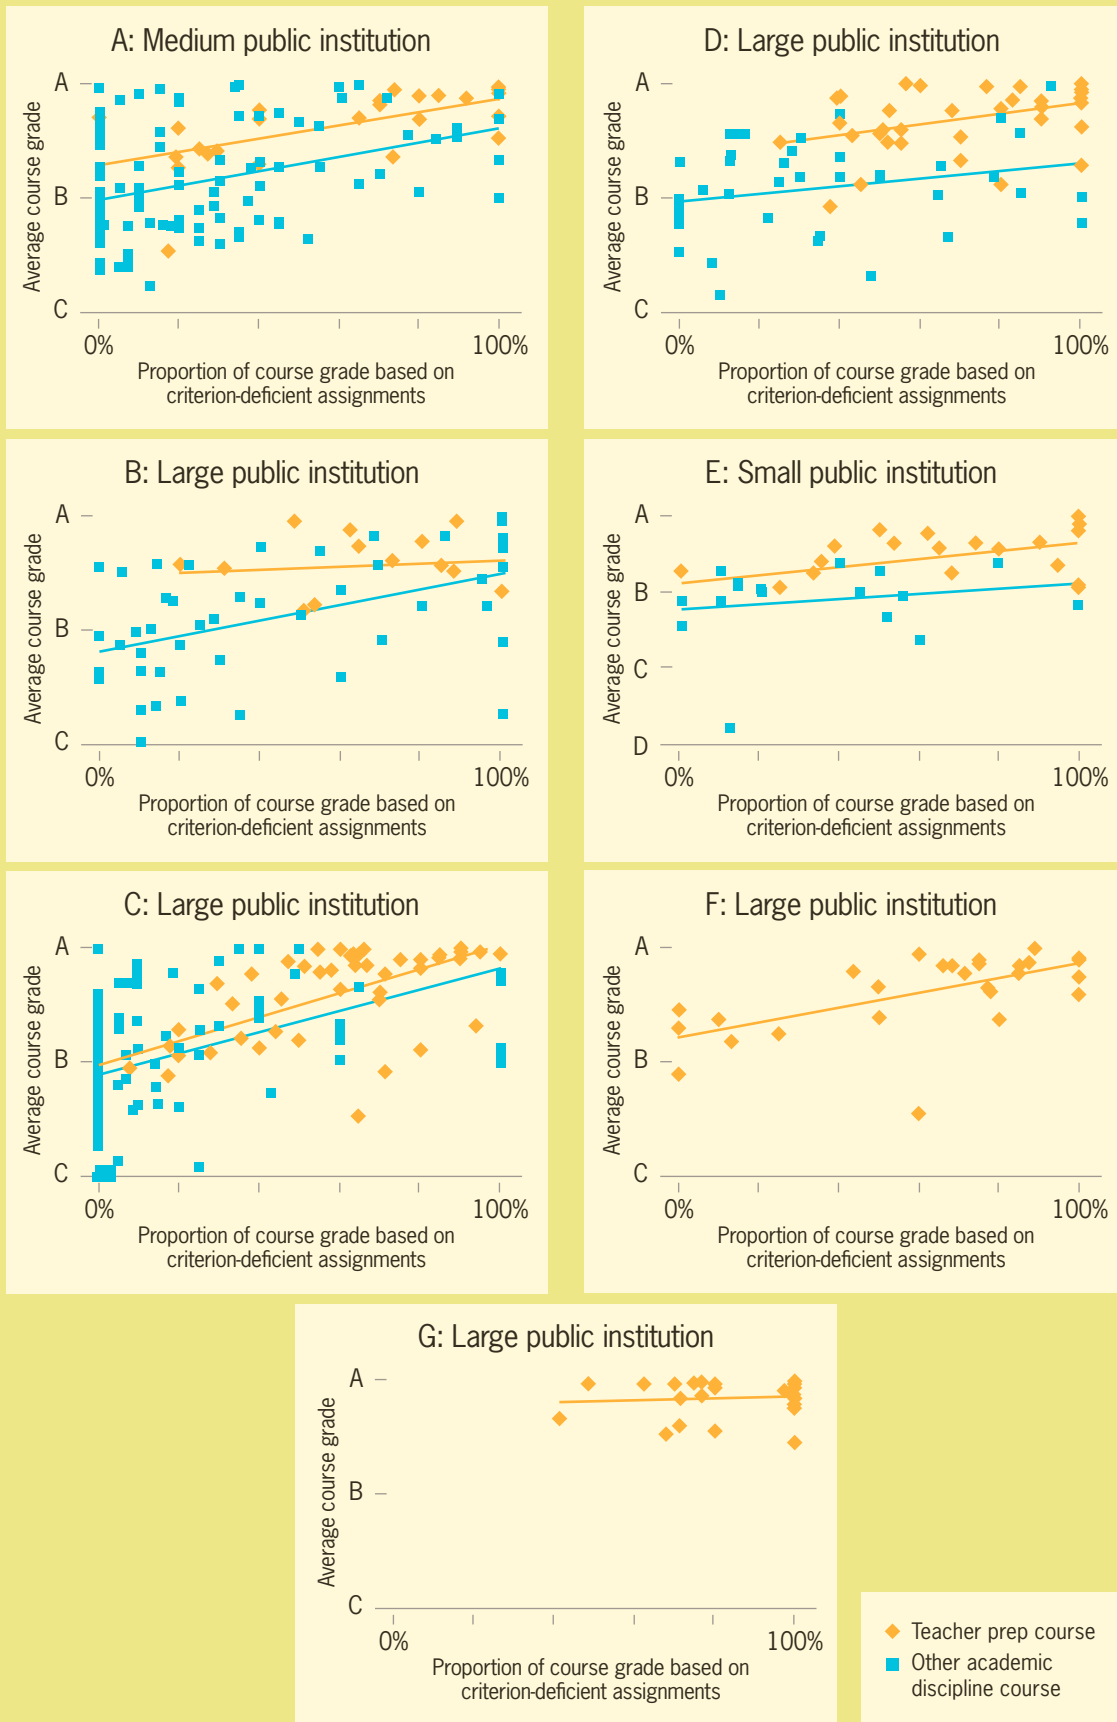 A: Medium public institution
Average course grade
A
B
C
0%
100%
Proportion of course grade based on
criterion-deficient assignments
D: Large public institution
Average course grade
A
B
C
0%
100%
Proportion of course grade based on
criterion-deficient assignments
B: Large public institution
Average course grade
A
B
C
0%
100%
Proportion of course grade based on
criterion-deficient assignments
E: Small public institution
Average course grade
A
B
C
D
0%
100%
Proportion of course grade based on
criterion-deficient assignments
C: Large public institution
Average course grade
A
B
C
0%
100%
Proportion of course grade based on
criterion-deficient assignments
F: Large public institution
Average course grade
A
B
C
0%
100%
Proportion of course grade based on
criterion-deficient assignments
G: Large public institution
Average course grade
A
B
C
0%
100%
Proportion of course grade based on
criterion-deficient assignments
Teacher prep course
Other academic
discipline course